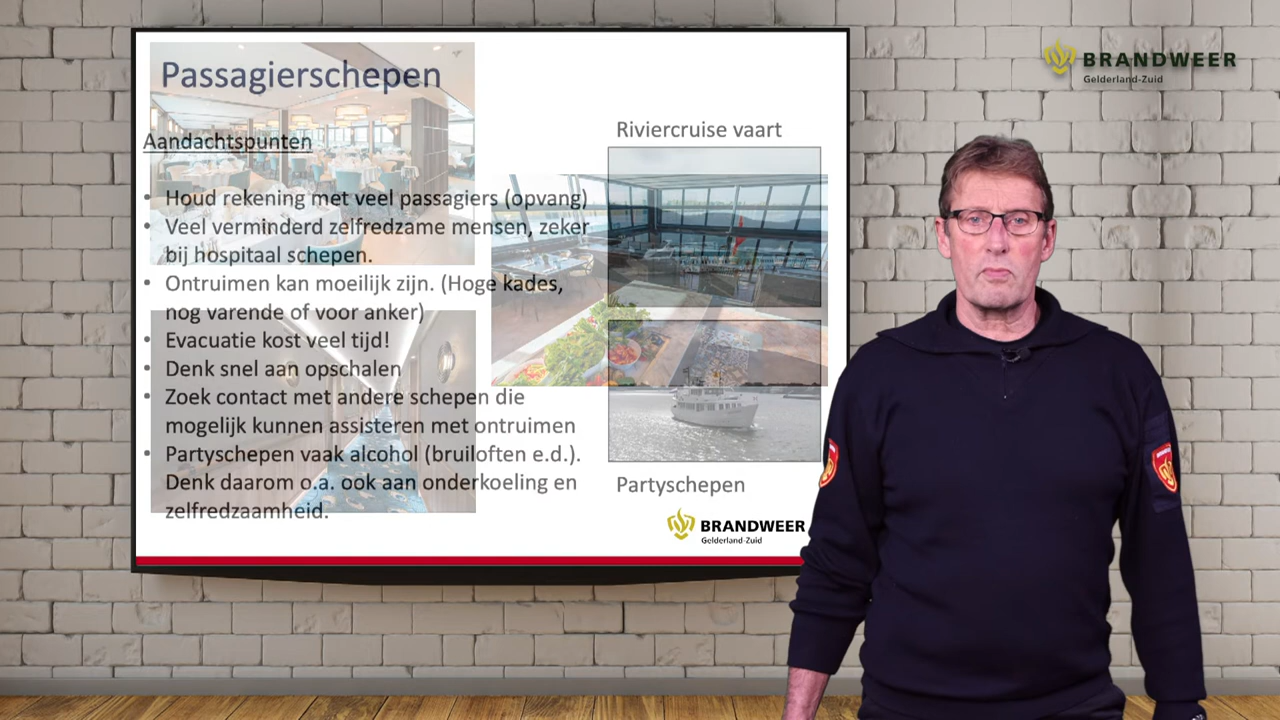 Passagierschepen
Aandachtspunten
• Houd rekening met veel passagiers (opvang)
• Veel verminderd zelfredzame mensen, zeker
bij hospitaal schepen.
• Ontruimen kan moeilijk zijn. (Hoge kades,
nog varende of voor anker)
• Evacuatie kost veel tijd!
• Denk snel aan opschalen
• Zoek contact met andere schepen die
mogelijk kunnen assisteren met ontruimen
• Partyschepen vaak alcohol (bruiloften e.d.).
Denk daarom o.a. ook aan onderkoeling en
zelfredzaamheid.
Riviercruise vaart
Partyschepen
BRANDWEER
Gelderland-Zuid
BRANDWEER
Gelderland-Zuid